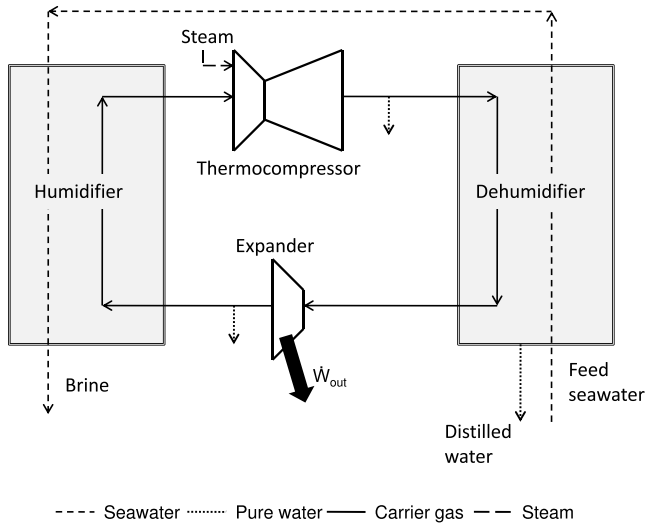 Steam
Thermocompressor
Humidifier
Dehumidifier
Expander
Ẇout
Brine
Feed
seawater
Distilled
water
Seawater
Pure water
Carrier gas
Steam